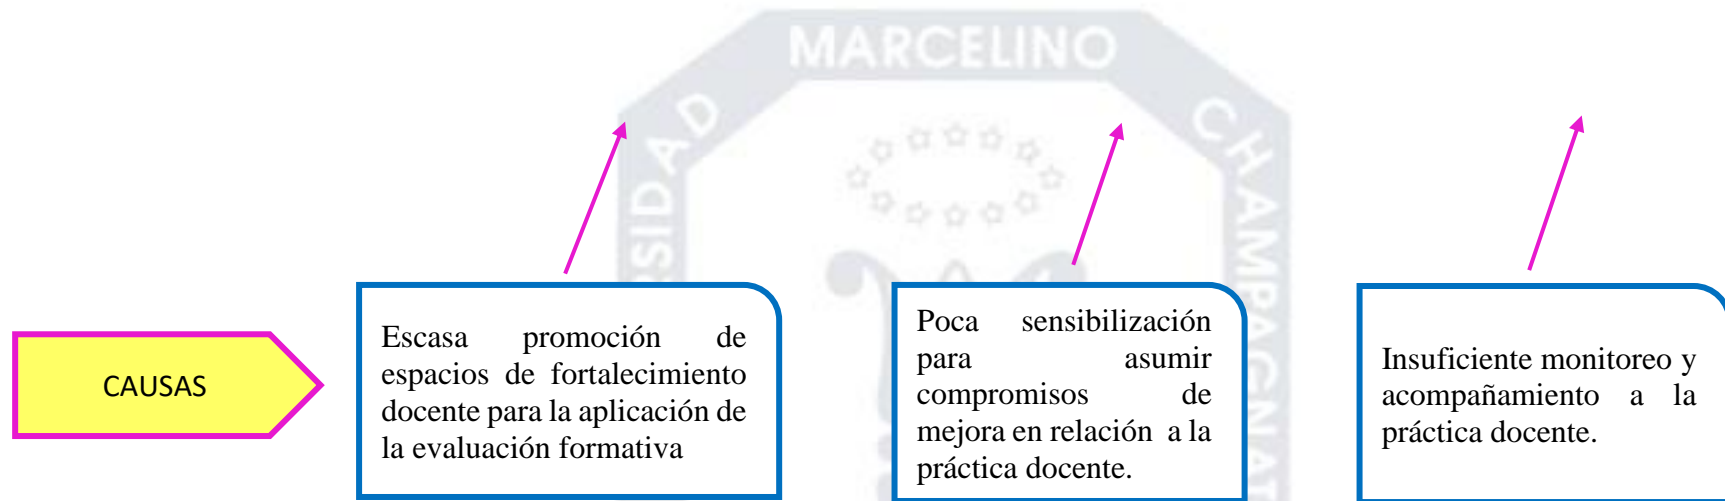 MARCELINO
CHAMPAGNAT
CAUSAS
Escasa promoción de
espacios de fortalecimiento
docente para la aplicación de
la evaluación formativa
Poca sensibilización
para asumir
compromisos de
mejora en relación a la
práctica docente.
Insuficiente monitoreo y
acompañamiento a la
práctica docente.